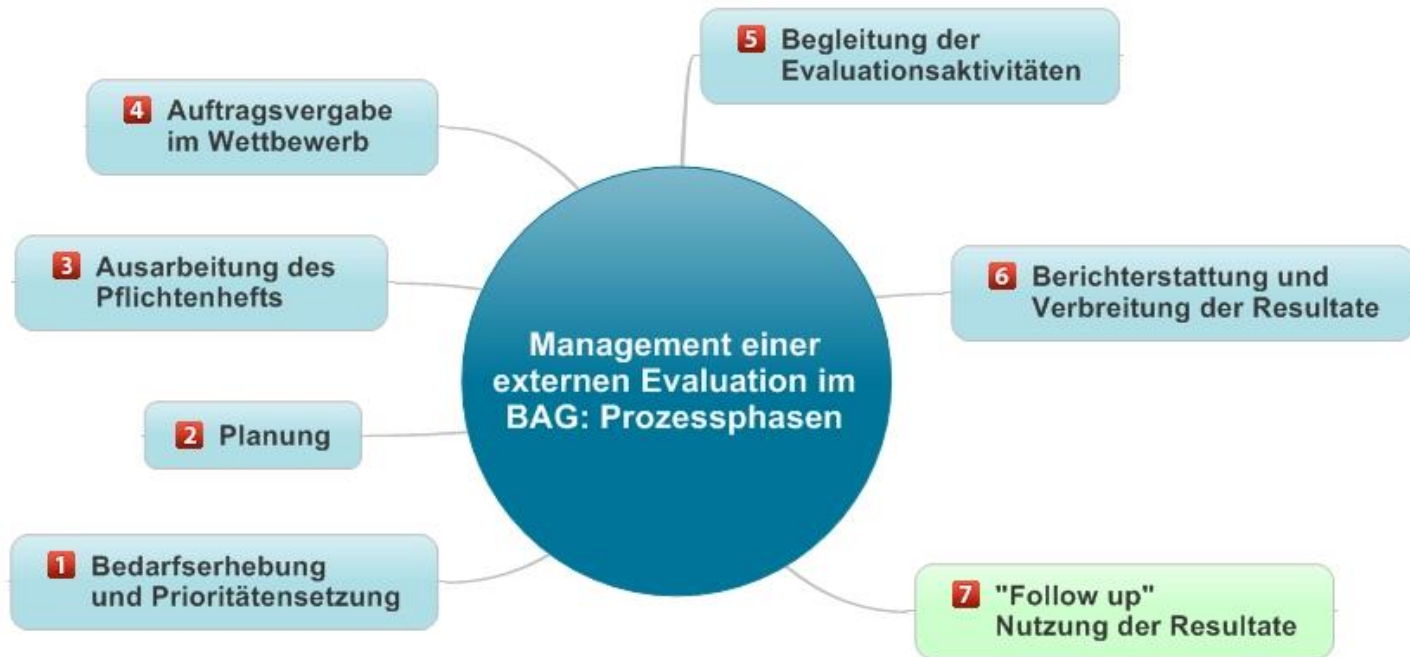 Management einer
externen Evaluation im
BAG: Prozessphasen
1 Bedarfserhebung
und Prioritätensetzung
2 Planung
3 Ausarbeitung des
Pflichtenhefts
4 Auftragsvergabe
im Wettbewerb
5 Begleitung der
Evaluationsaktivitäten
6 Berichterstattung und
Verbreitung der Resultate
7 "Follow up"
Nutzung der Resultate